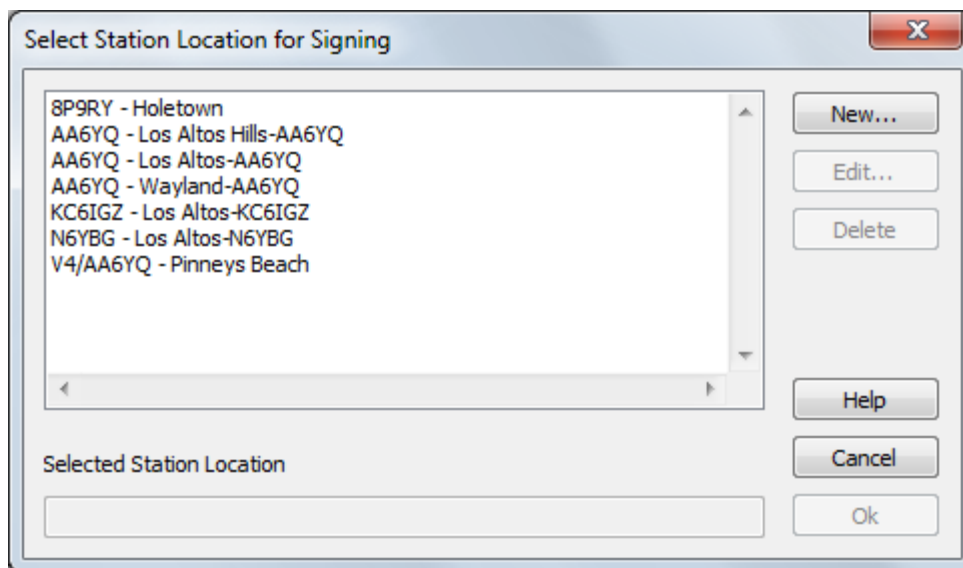 Select Station Location for Signing
8P9RY - Holetown
AA6YQ - Los Altos Hills-AA6YQ
AA6YQ - Los Altos-AA6YQ
AA6YQ - Wayland-AA6YQ
KC6IGZ - Los Altos-KC6IGZ
N6YBG - Los Altos-N6YBG
V4/AA6YQ - Pinneys Beach
New...
Edit...
Delete
Help
Cancel
Ok
Selected Station Location